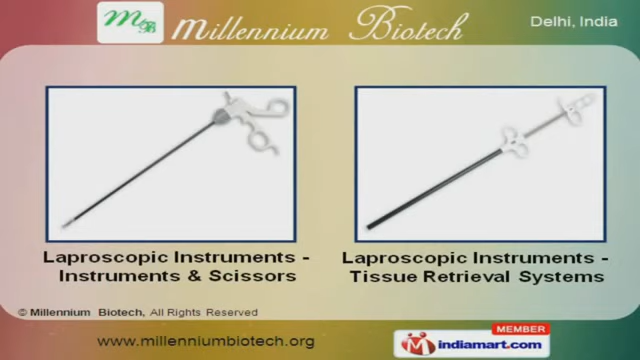 MB
Millennium Biotech
Delhi, India
Laproscopic Instruments -
Instruments & Scissors
Laproscopic Instruments -
Tissue Retrieval Systems
© Millennium Biotech, All Rights Reserved
www.millenniumbiotech.org
MEMBER
M indiamart.com